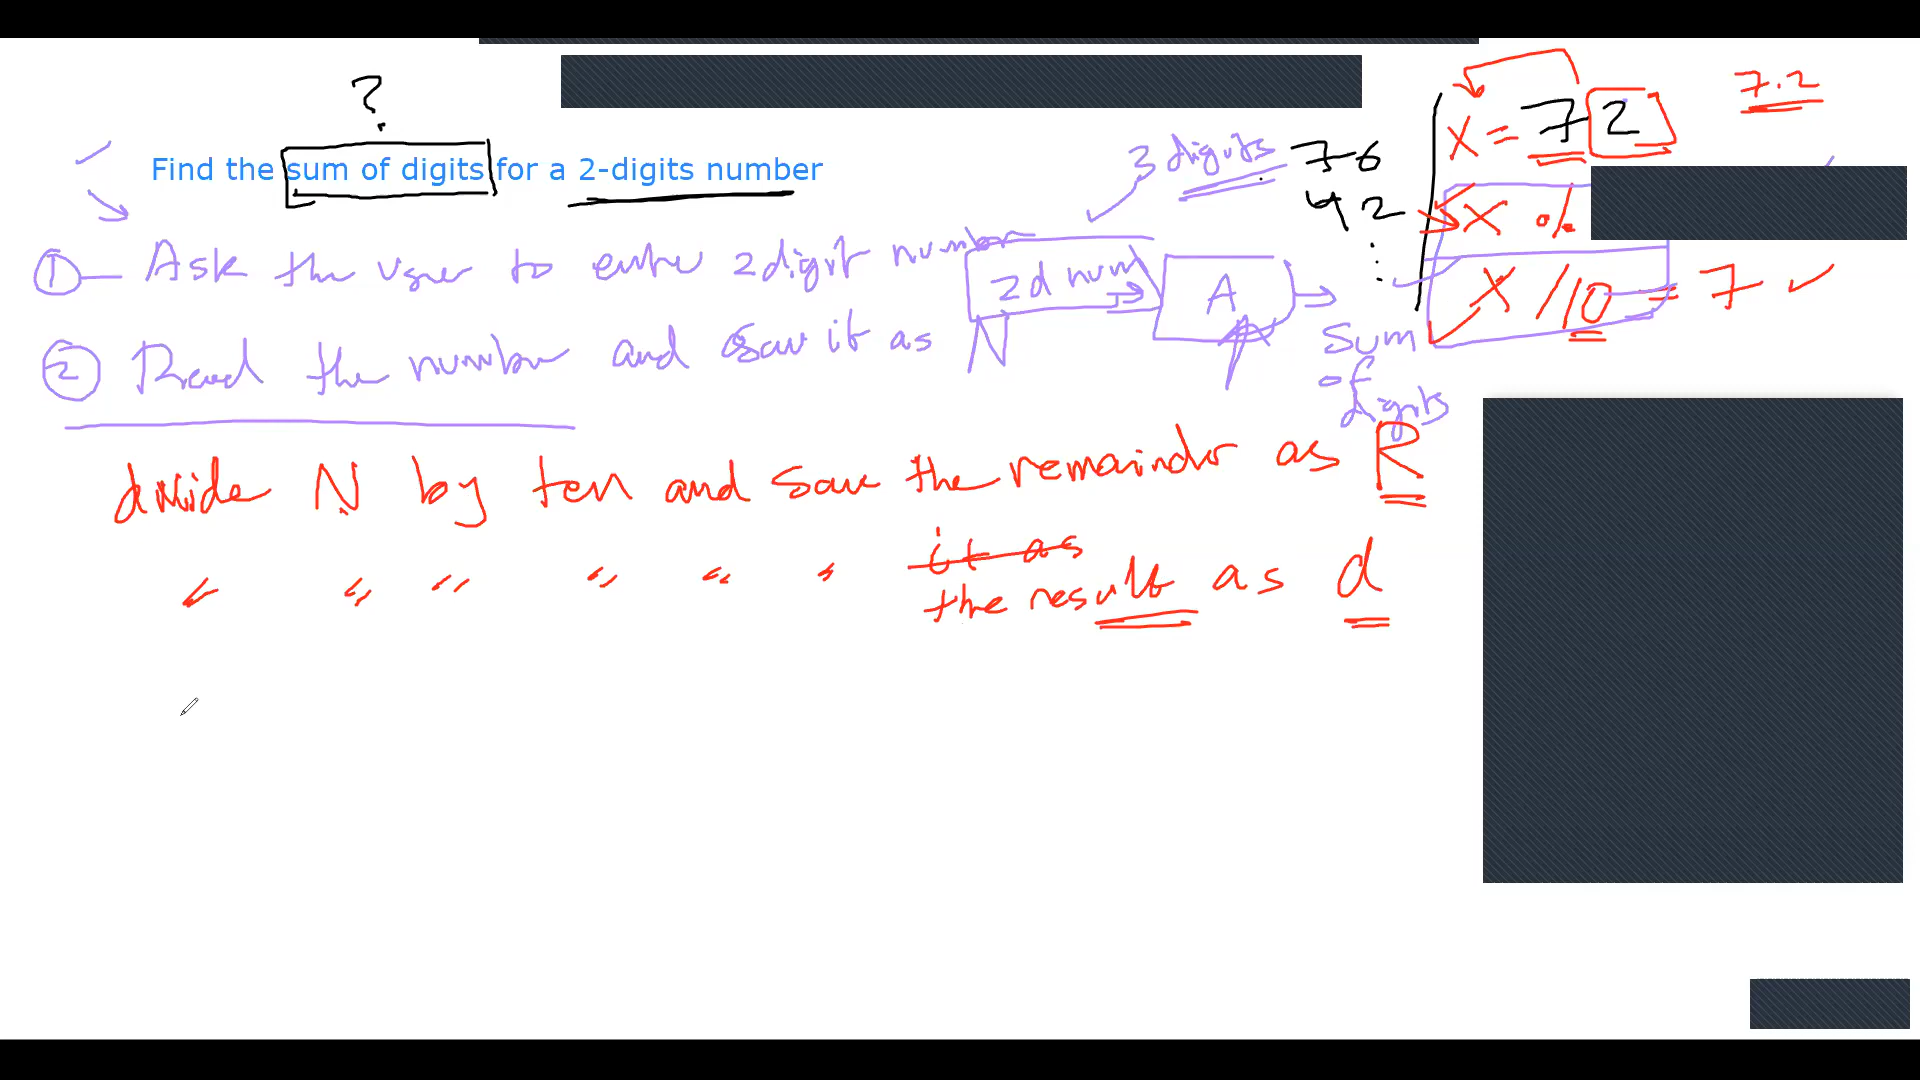 ?
Find the sum of digits for a 2-digits number
① — Ask the user to enter 2 digit number
② Read the number and save it as N
divide N by ten and save the remainder as R
" " " " " " it as
the result as d
3 digits
2d num → A →
sum
of
digits
76
42
X = 72
7.2
X %
X / 10 = 7 ✓